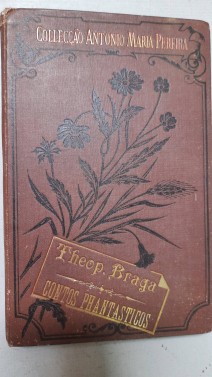 COLLECÇÃO ANTONIO MARIA PEREIRA
Theop. Braga
CONTOS PHANTASTICOS